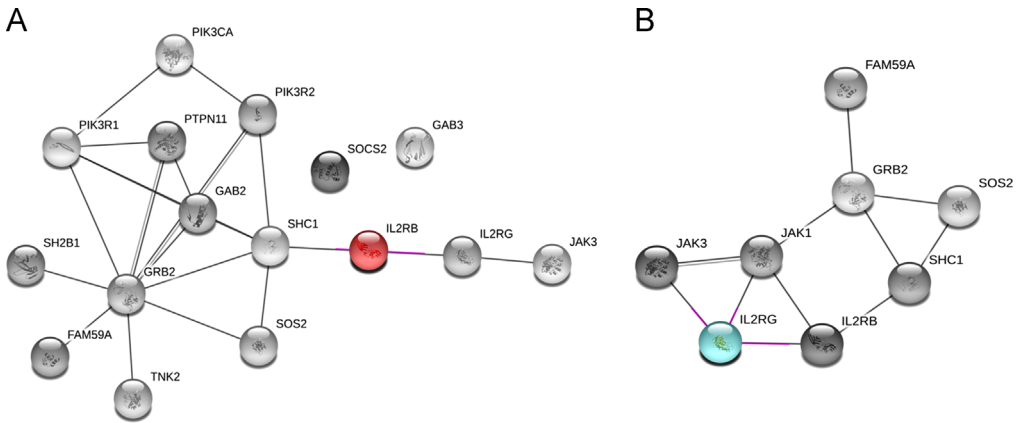 A
PIK3CA
PIK3R2
PIK3R1
PTPN11
GAB3
SOCS2
GAB2
SHC1
IL2RB
IL2RG
JAK3
SH2B1
GRB2
SOS2
FAM59A
TNK2
B
FAM59A
GRB2
SOS2
JAK3
JAK1
SHC1
IL2RG
IL2RB